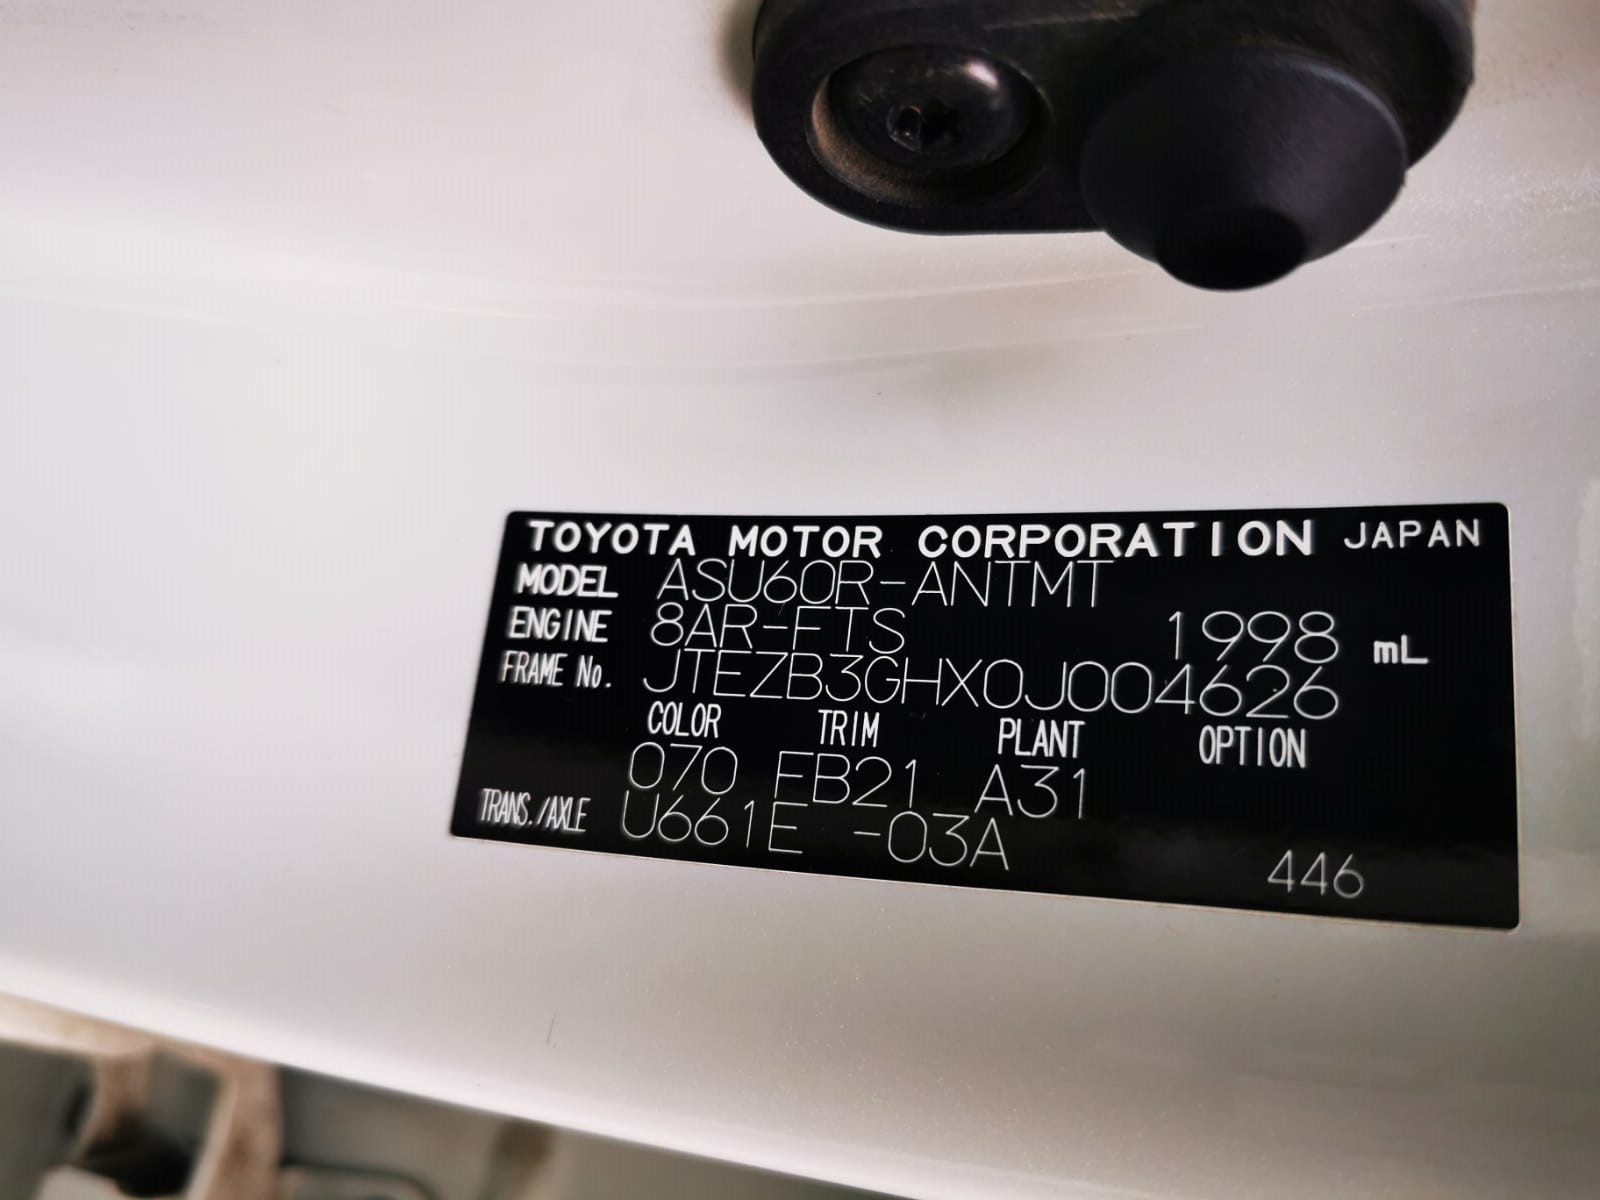 TOYOTA MOTOR CORPORATION JAPAN
MODEL ASU60R-ANTMT
ENGINE 8AR-FTS 1998 mL
FRAME No. JTEZB3GHX0J004626
COLOR TRIM PLANT OPTION
070 EB21 A31
TRANS./AXLE U661E -03A
446